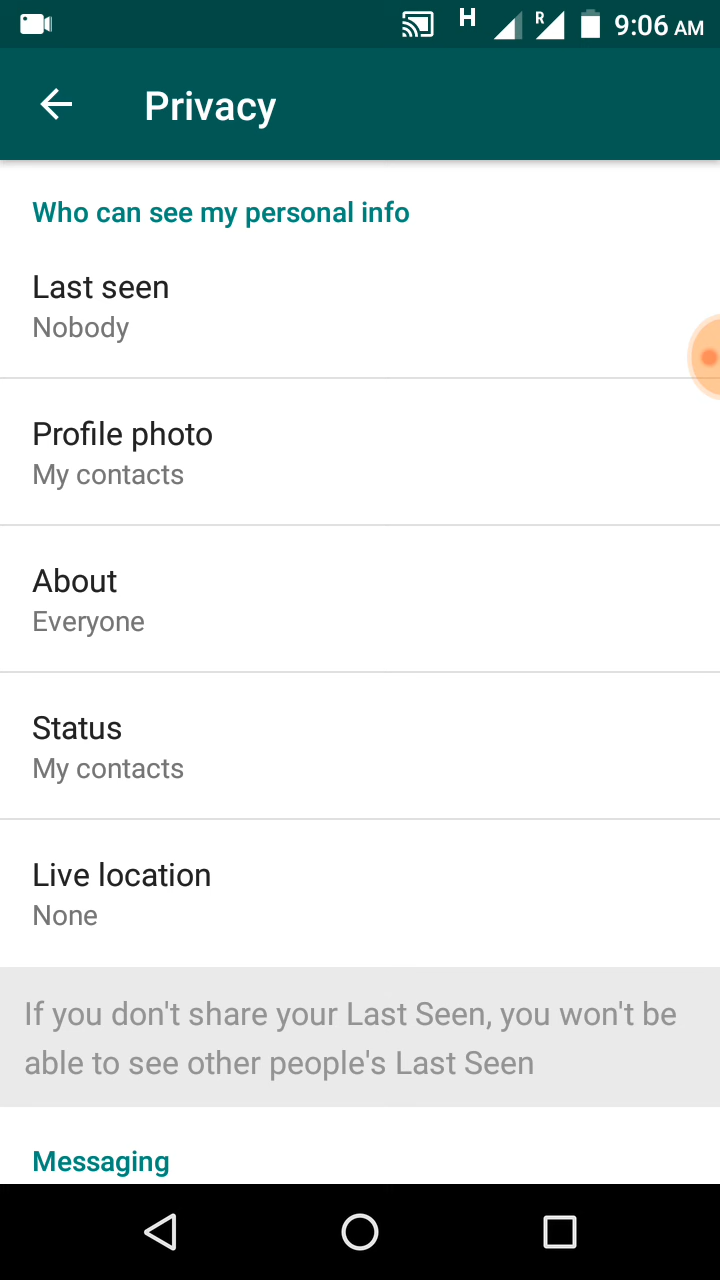 H R 9:06 AM
Privacy
Who can see my personal info
Last seen
Nobody
Profile photo
My contacts
About
Everyone
Status
My contacts
Live location
None
If you don't share your Last Seen, you won't be
able to see other people's Last Seen
Messaging